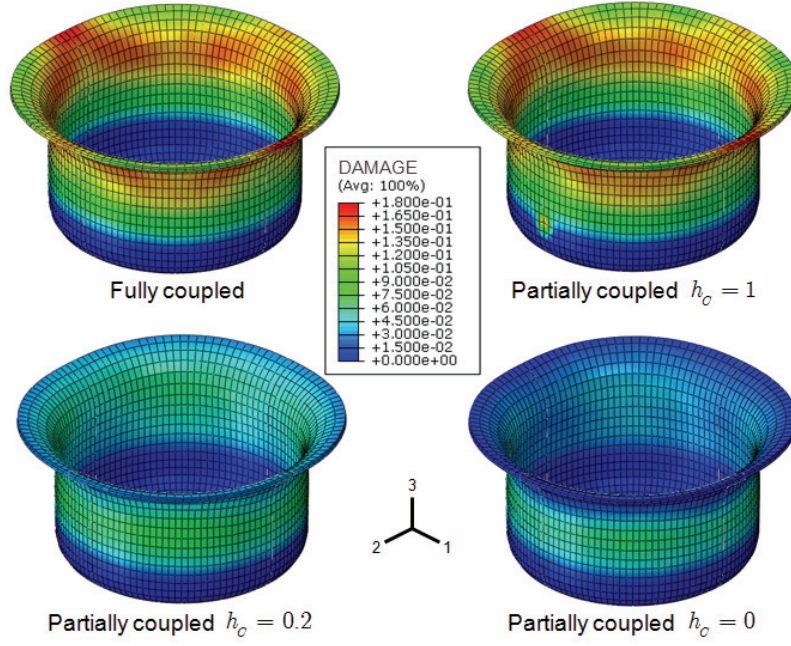 DAMAGE
(Avg: 100%)
+1.800e-01
+1.650e-01
+1.500e-01
+1.350e-01
+1.200e-01
+1.050e-01
+9.000e-02
+7.500e-02
+6.000e-02
+4.500e-02
+3.000e-02
+1.500e-02
+0.000e+00
Fully coupled
Partially coupled h_c = 1
3
2
1
Partially coupled h_c = 0.2
Partially coupled h_c = 0